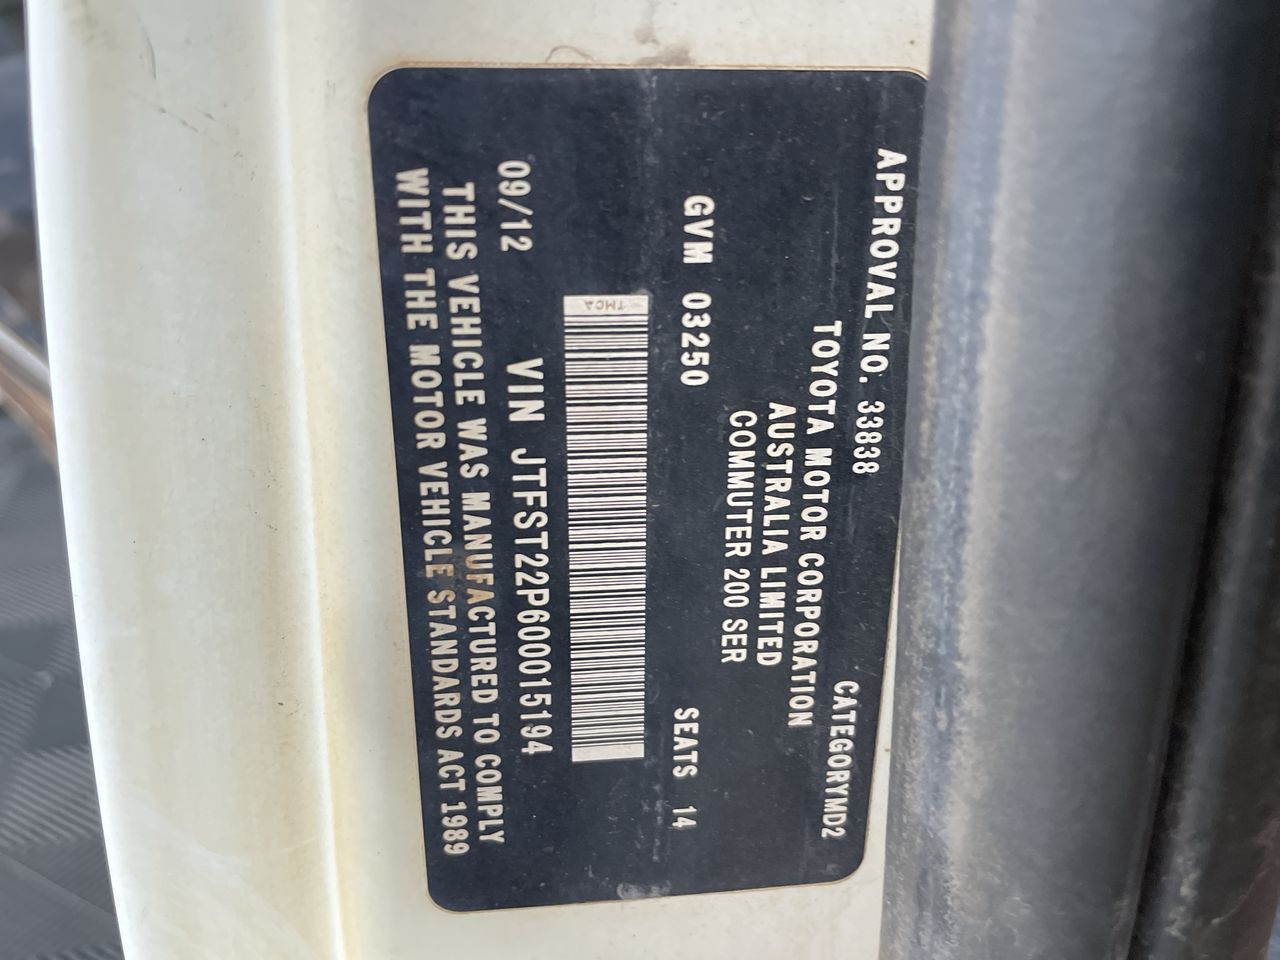 APPROVAL NO. 33838 CATEGORYMD2
TOYOTA MOTOR CORPORATION
AUSTRALIA LIMITED
COMMUTER 200 SER
GVM 03250 SEATS 14
TMCA
09/12 VIN JTFST22P600015194
THIS VEHICLE WAS MANUFACTURED TO COMPLY
WITH THE MOTOR VEHICLE STANDARDS ACT 1989